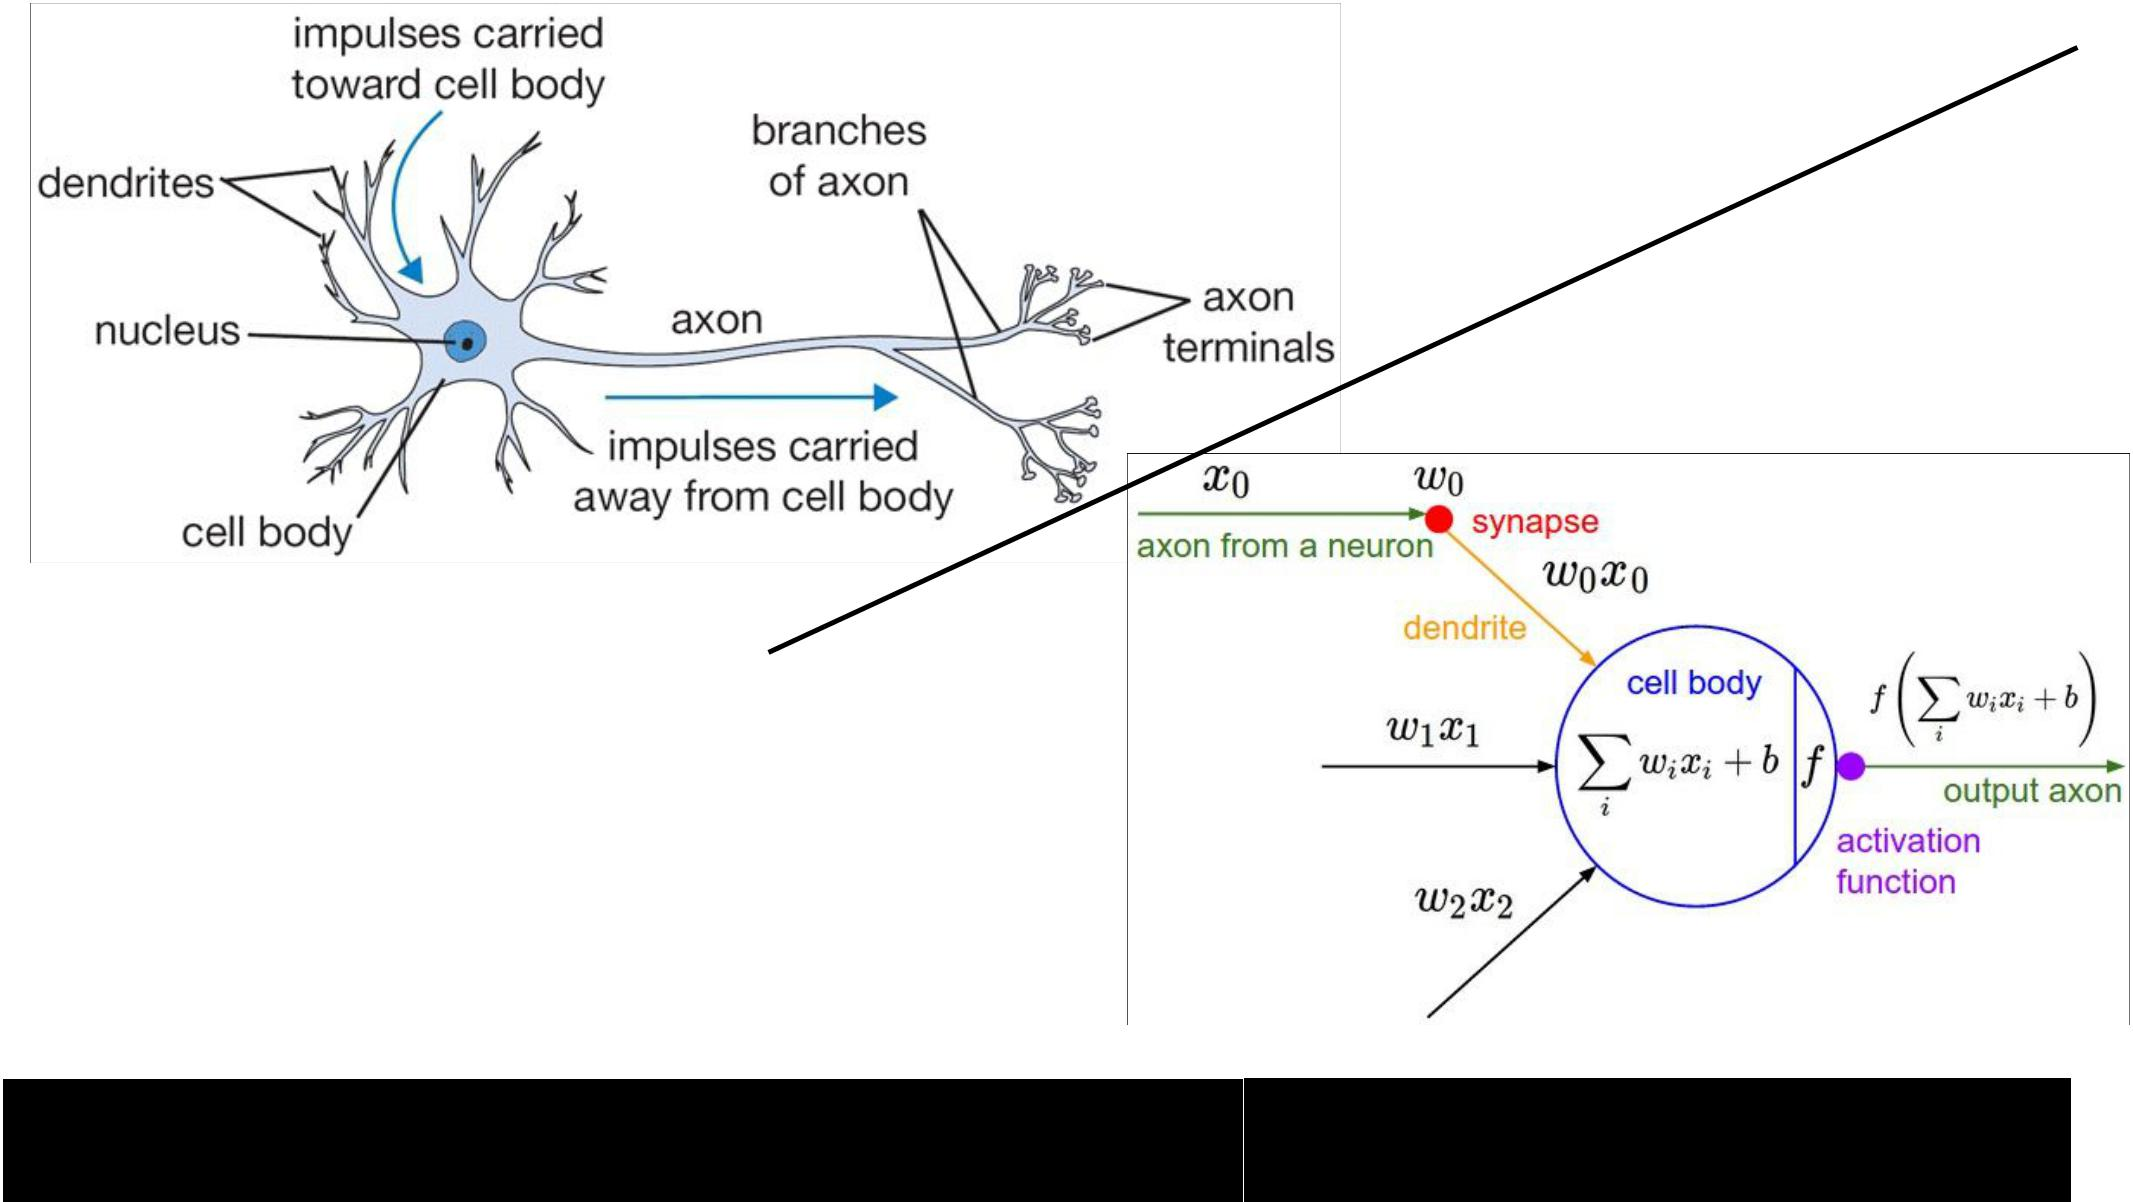 impulses carried
toward cell body
branches
of axon
dendrites
nucleus
axon
axon
terminals
impulses carried
away from cell body
cell body
x₀
w₀
synapse
axon from a neuron
w₀x₀
dendrite
cell body
w₁x₁
∑ᵢ wᵢxᵢ + b
f
f(∑ᵢ wᵢxᵢ + b)
output axon
activation
function
w₂x₂